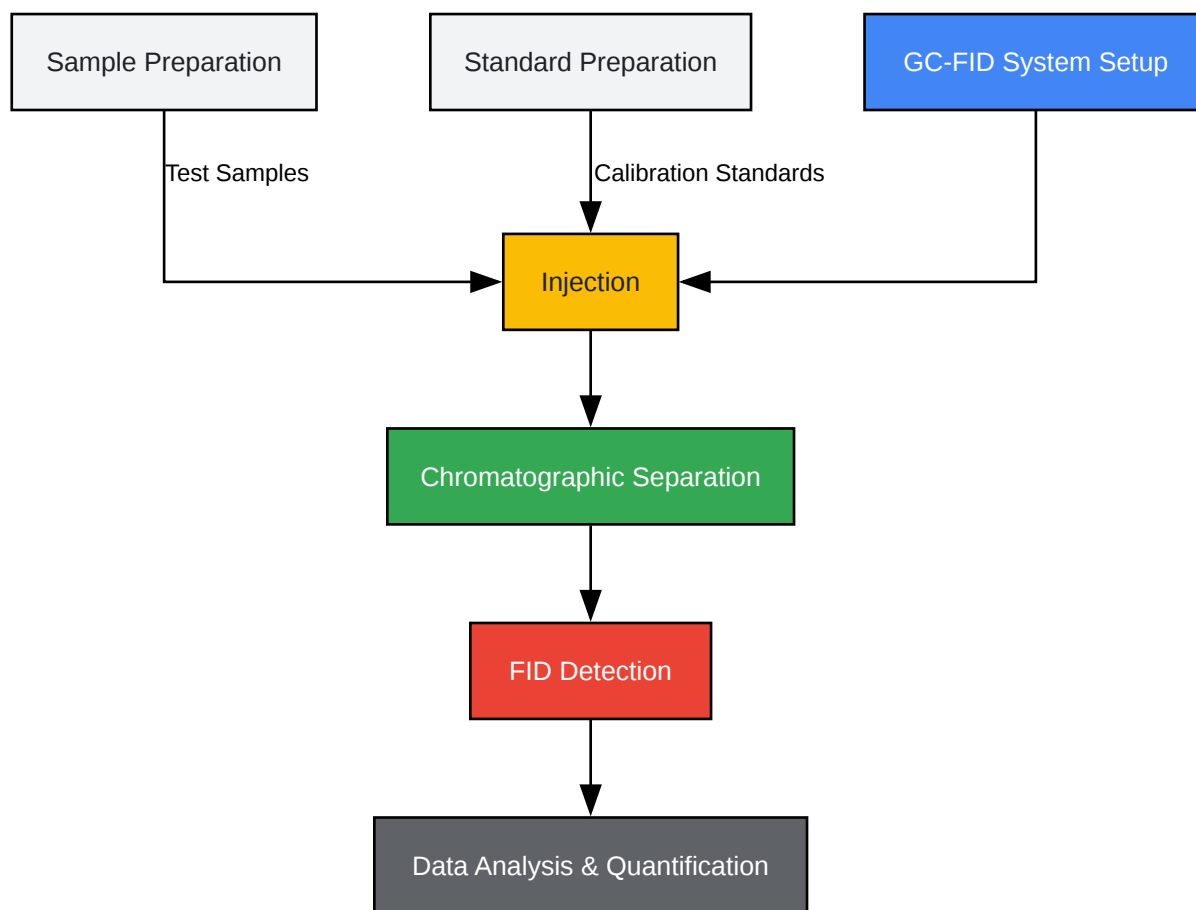 Sample Preparation
Standard Preparation
GC-FID System Setup
Test Samples
Calibration Standards
Injection
Chromatographic Separation
FID Detection
Data Analysis & Quantification